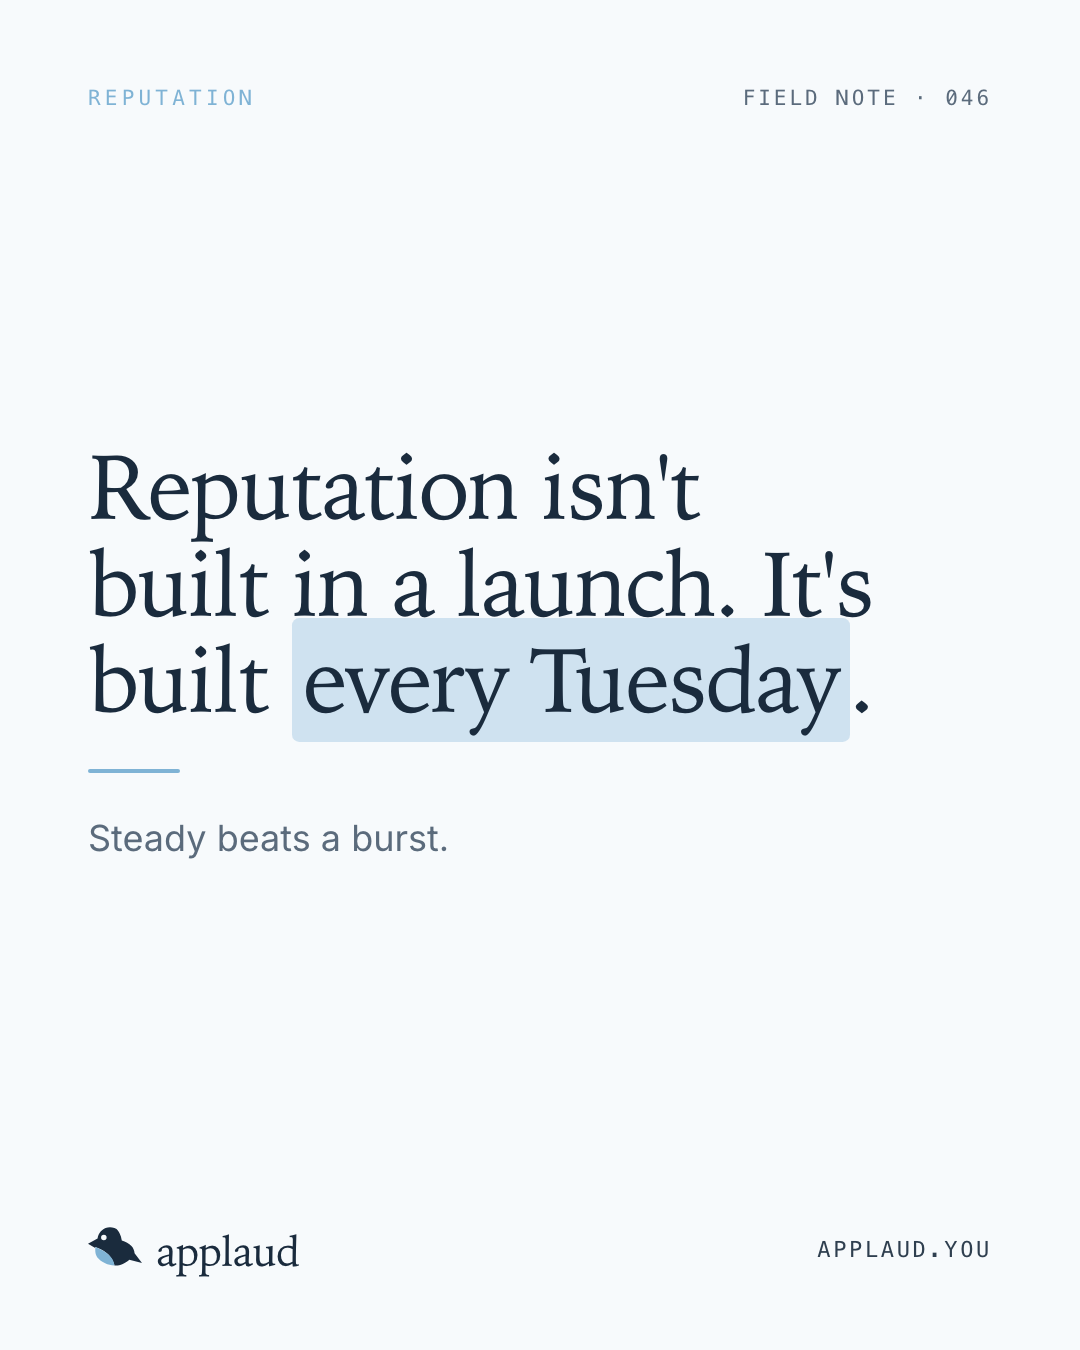 REPUTATION
FIELD NOTE · 046
Reputation isn't
built in a launch. It's
built every Tuesday.
Steady beats a burst.
applaud
APPLAUD.YOU